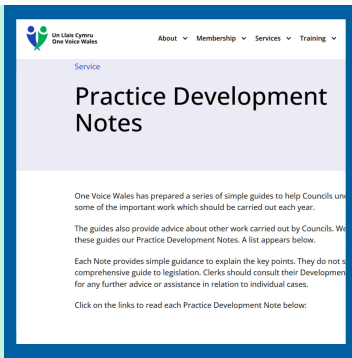 Un Llais Cymru
One Voice Wales
About Membership Services Training
Service
Practice Development
Notes
One Voice Wales has prepared a series of simple guides to help Councils
some of the important work which should be carried out each year.
The guides also provide advice about other work carried out by Councils. We
these guides our Practice Development Notes. A list appears below.
Each Note provides simple guidance to explain the key points. They do not
comprehensive guide to legislation. Clerks should consult their Developmen
for any further advice or assistance in relation to individual cases.
Click on the links to read each Practice Development Note below: